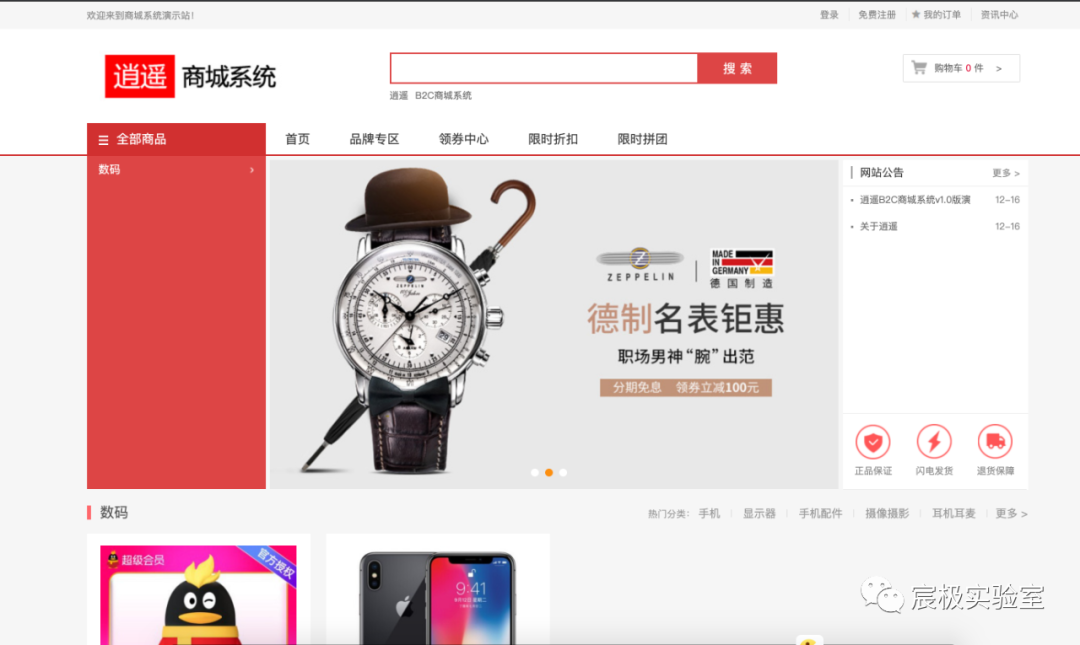 欢迎来到商城系统演示站!
登录 免费注册 ★ 我的订单 资讯中心
逍遥 商城系统
搜 索
购物车 0 件 >
逍遥 B2C商城系统
全部商品 首页 品牌专区 领券中心 限时折扣 限时拼团
数码 >
ZEPPELIN
ZEPPELIN
MADE IN GERMANY
德国制造
德制名表钜惠
职场男神“腕”出范
分期免息 领券立减100元
网站公告 更多 >
逍遥B2C商城系统v1.0版演 12-16
关于逍遥 12-16
正品保证 闪电发货 退货保障
数码
热门分类: 手机 显示器 手机配件 摄像摄影 耳机耳麦 更多 >
超级会员
官方授权
9:41
宸极实验室